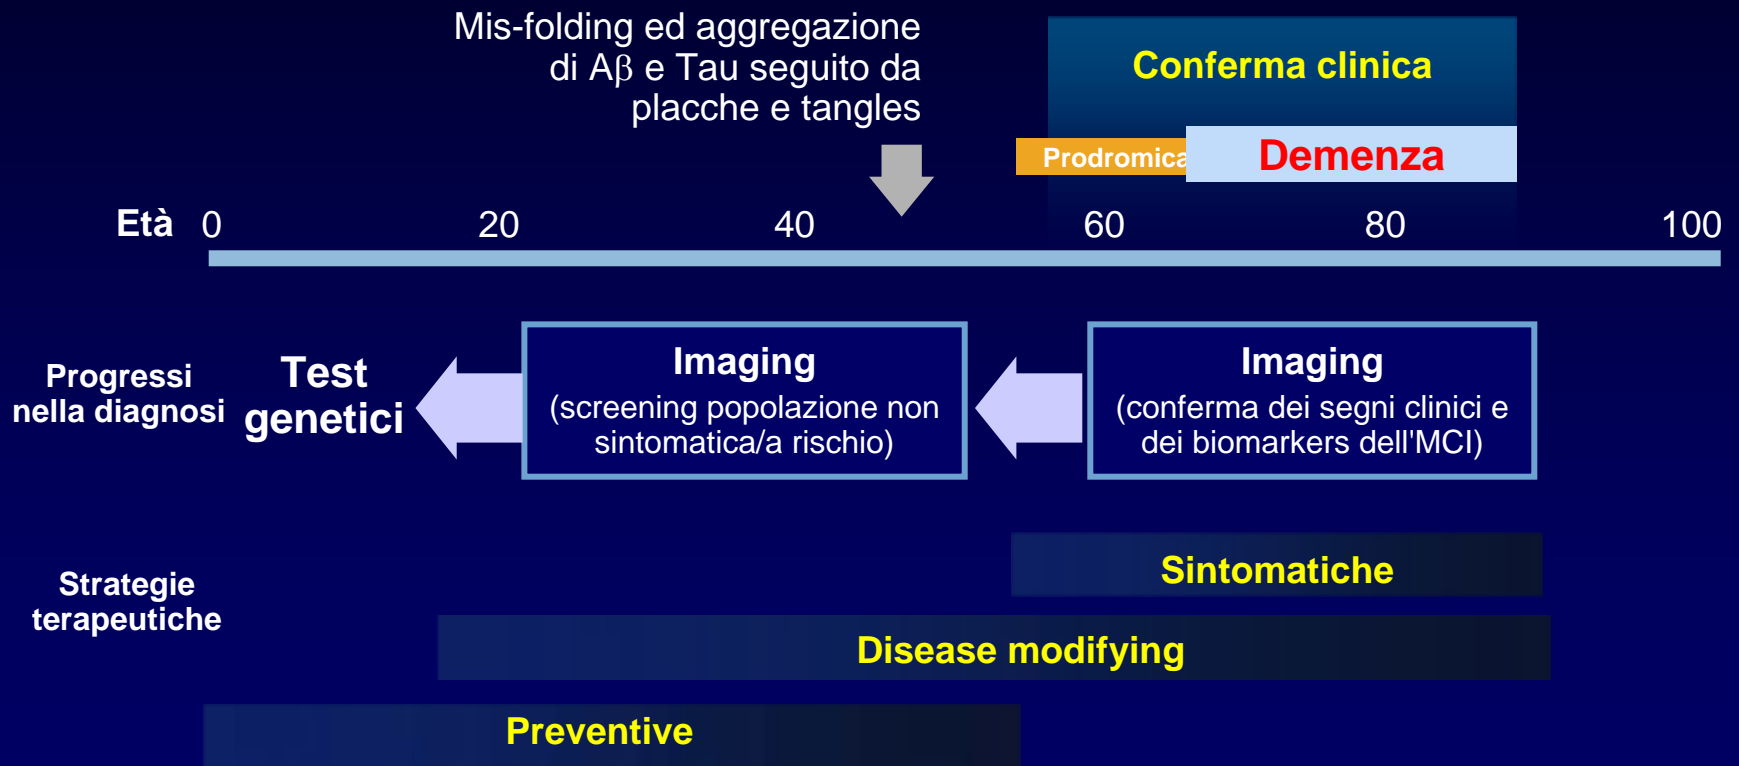 Mis-folding ed aggregazione
di Aβ e Tau seguito da
placche e tangles
Conferma clinica
Prodromica
Demenza
Età 0 20 40 60 80 100
Progressi
nella diagnosi
Test
genetici
Imaging
(screening popolazione non
sintomatica/a rischio)
Imaging
(conferma dei segni clinici e
dei biomarkers dell'MCI)
Strategie
terapeutiche
Sintomatiche
Disease modifying
Preventive